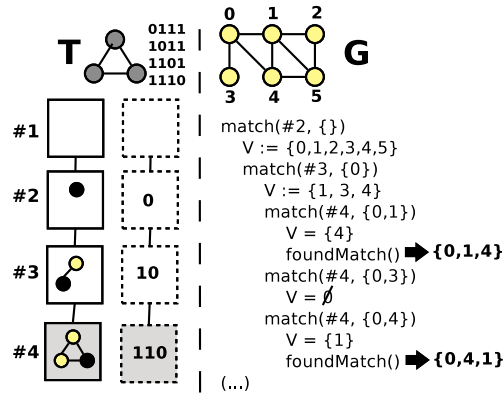 T
0111
1011
1101
1110
#1
#2
0
#3
10
#4
110
0 1 2
G
3 4 5
match(#2, {})
V := {0,1,2,3,4,5}
match(#3, {0})
V := {1, 3, 4}
match(#4, {0,1})
V = {4}
foundMatch() {0,1,4}
match(#4, {0,3})
V = ∅
match(#4, {0,4})
V = {1}
foundMatch() {0,4,1}
(...)